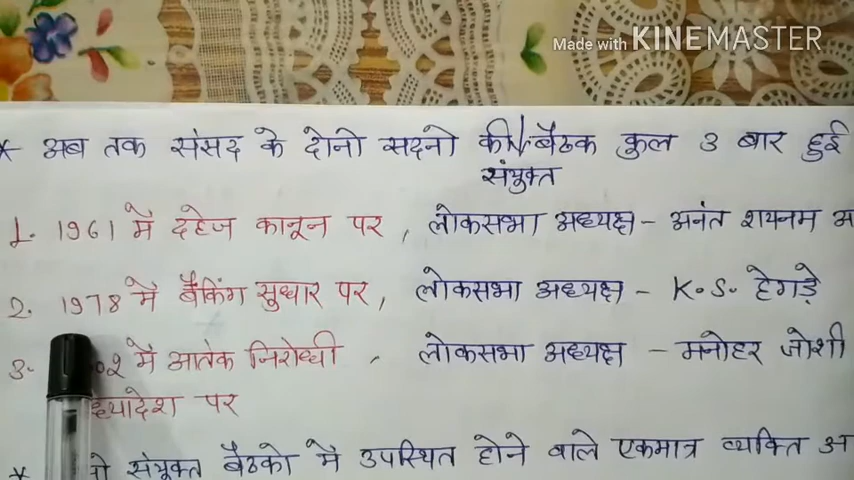 Made with KINEMASTER
* अब तक संसद के दोनो सदनो की संयुक्त बैठक कुल 3 बार हुई
1. 1961 में दहेज कानून पर, लोकसभा अध्यक्ष - अनंत शयनम अ
2. 1978 में बैंकिंग सुधार पर, लोकसभा अध्यक्ष - K.S. हेगड़े
3. 02 में आतंक निरोधी, लोकसभा अध्यक्ष - मनोहर जोशी
ध्यादेश पर
* नो संयुक्त बैठको में उपस्थित होने वाले एकमात्र व्यक्ति अ